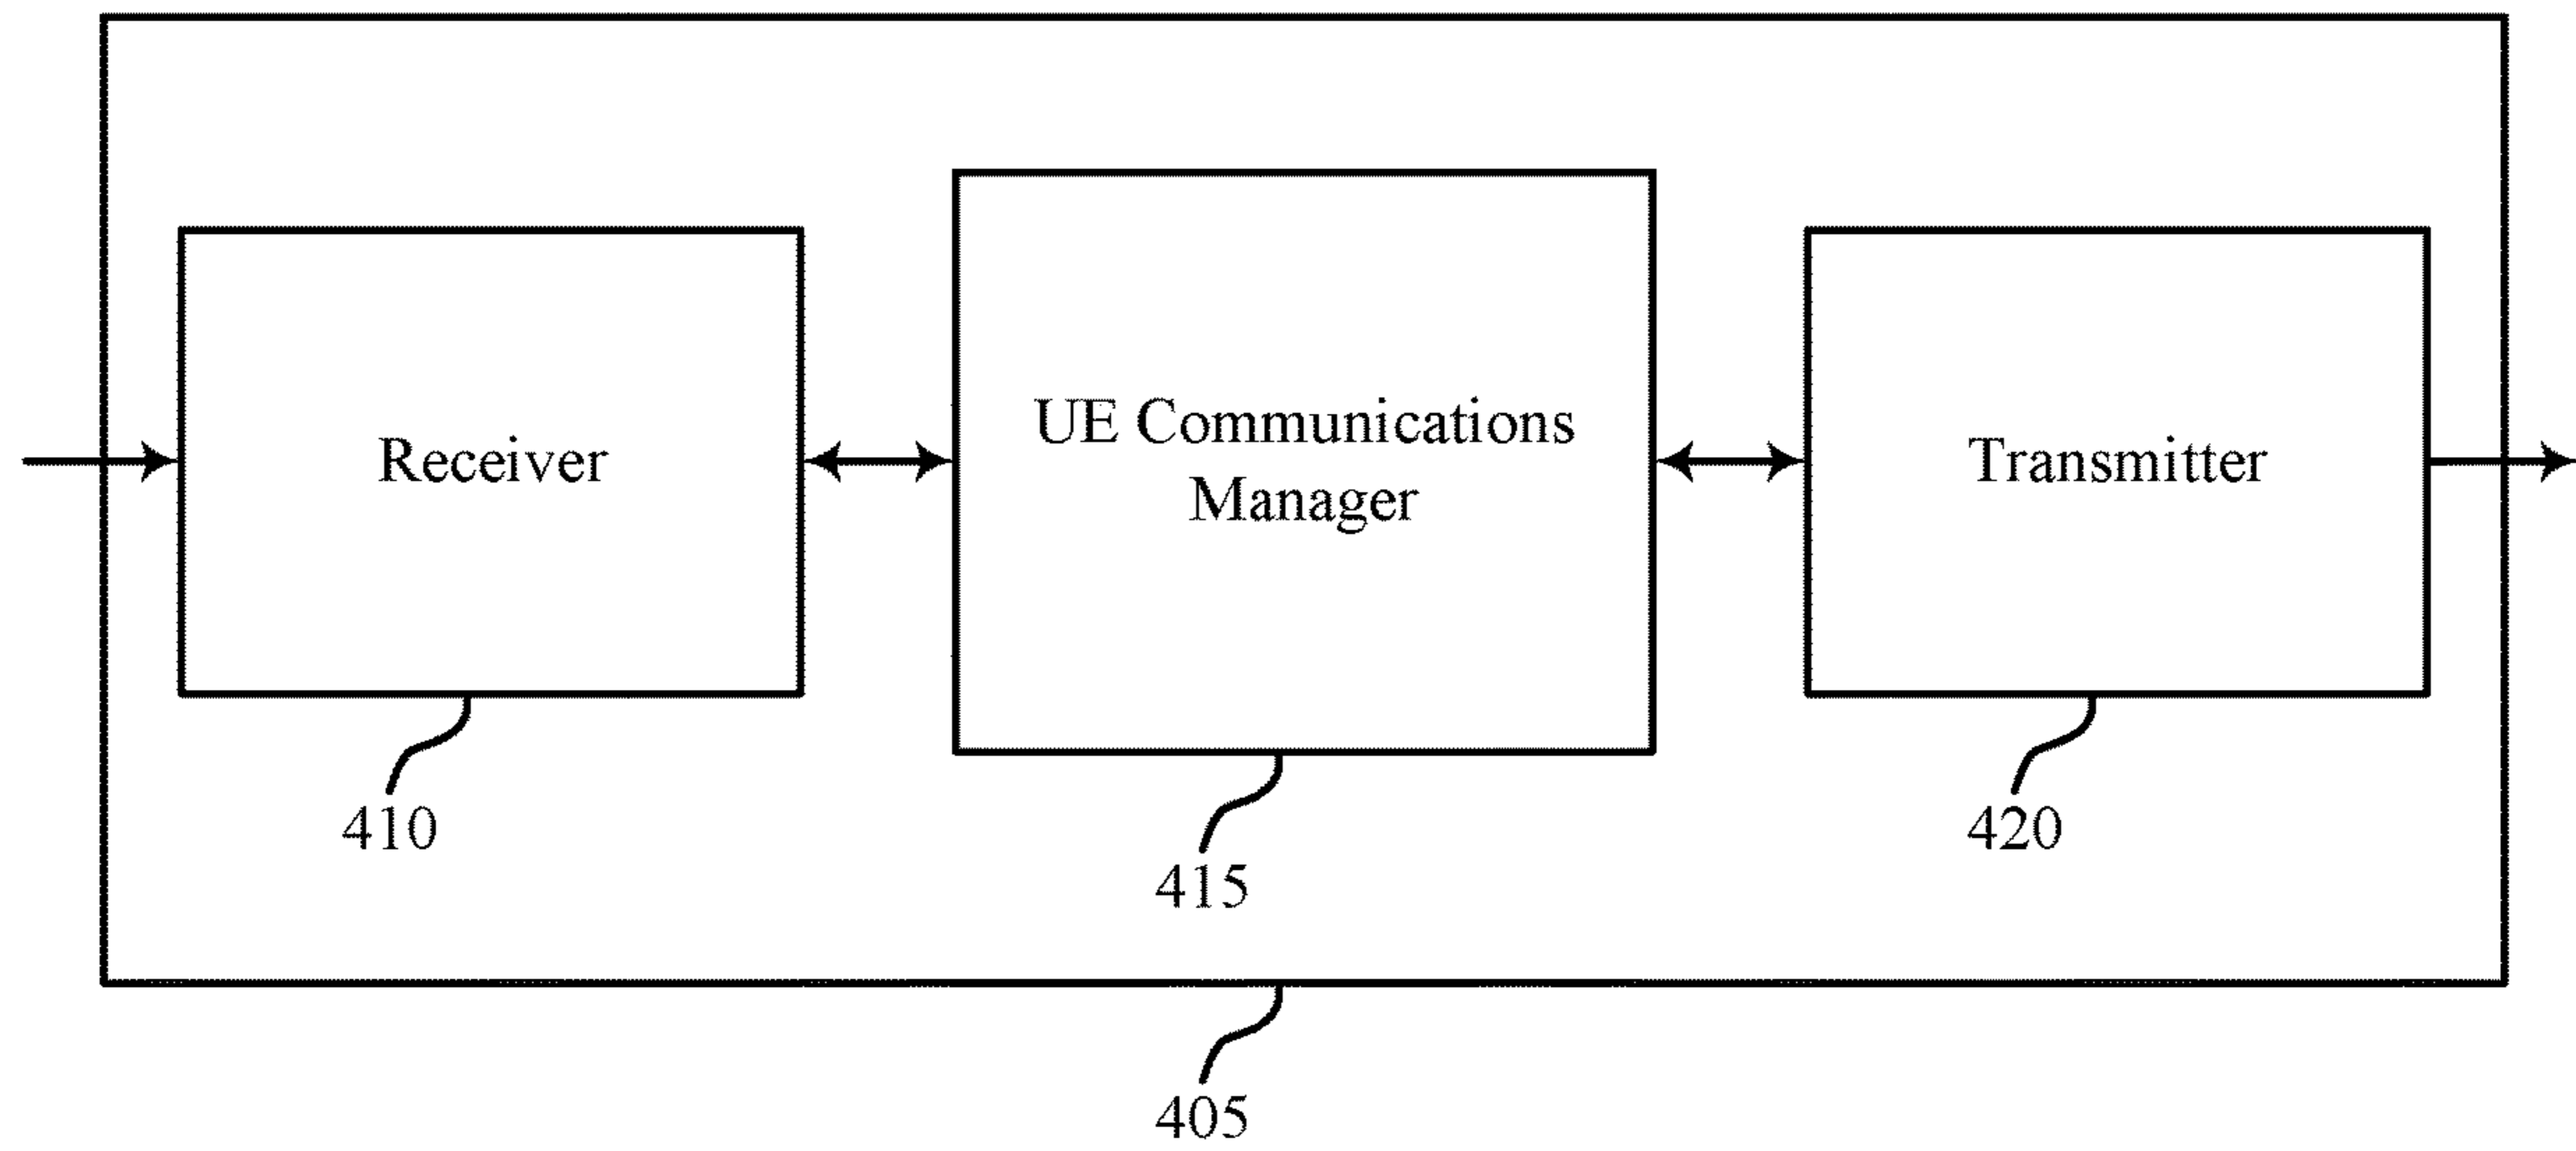 Receiver
UE Communications
Manager
Transmitter
410
415
420
405